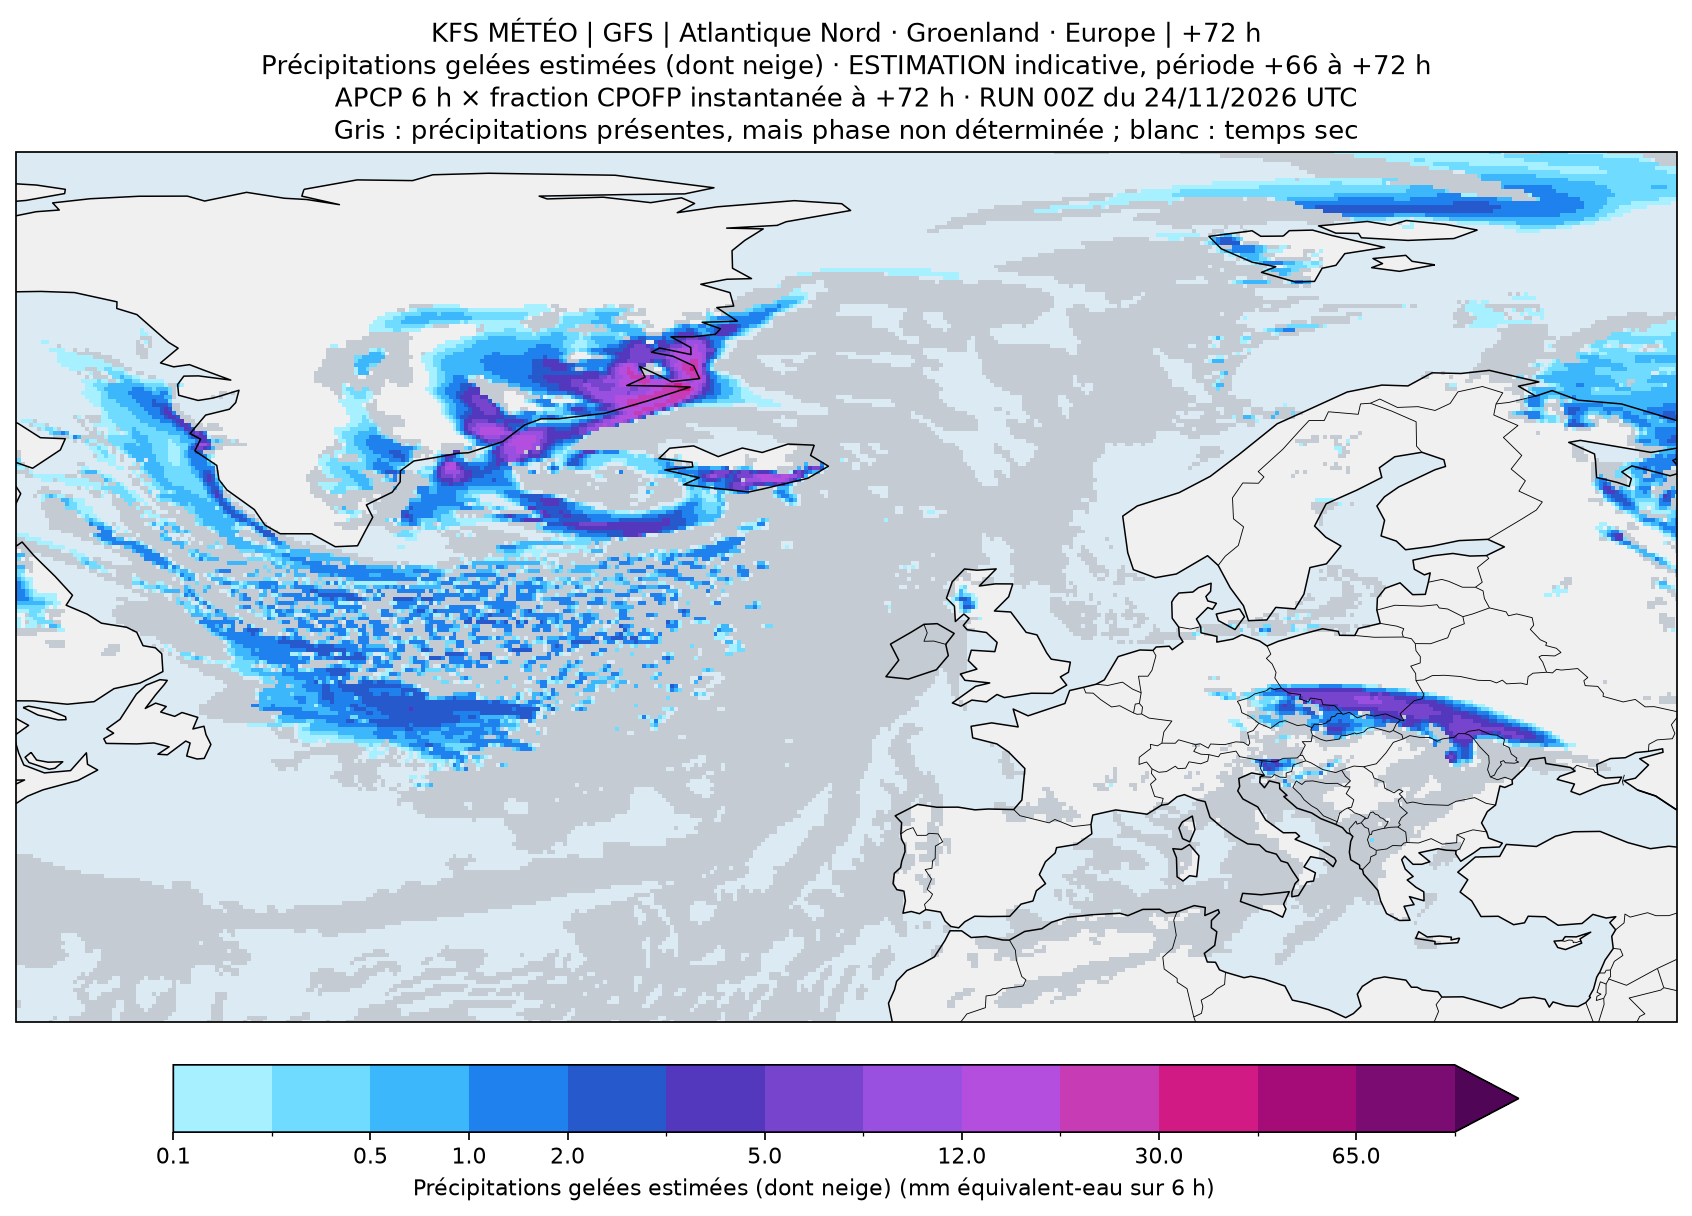 KFS MÉTÉO | GFS | Atlantique Nord · Groenland · Europe | +72 h
Précipitations gelées estimées (dont neige) · ESTIMATION indicative, période +66 à +72 h
APCP 6 h × fraction CPOFP instantanée à +72 h · RUN 00Z du 24/11/2026 UTC
Gris : précipitations présentes, mais phase non déterminée ; blanc : temps sec
0.1 0.5 1.0 2.0 5.0 12.0 30.0 65.0
Précipitations gelées estimées (dont neige) (mm équivalent-eau sur 6 h)